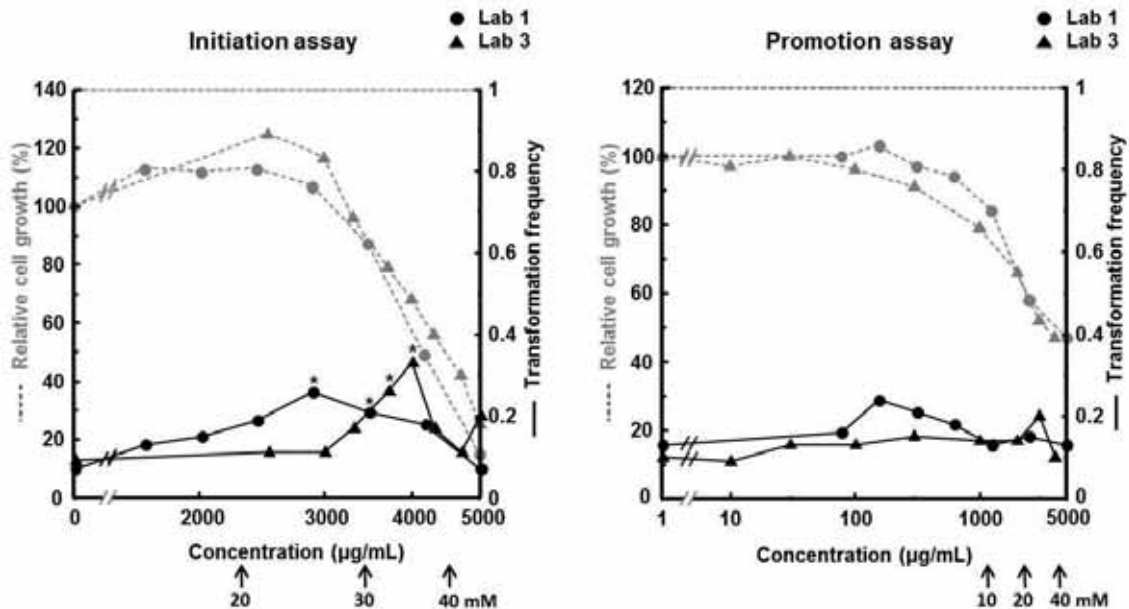 Initiation assay
● Lab 1
▲ Lab 3
Relative cell growth (%)
140
120
100
80
60
40
20
0
1
0.8
0.6
0.4
0.2
0
Transformation frequency
* * * *
0 2000 3000 4000 5000
Concentration (µg/mL)
20 30 40 mM
Promotion assay
● Lab 1
▲ Lab 3
Relative cell growth (%)
120
100
80
60
40
20
0
1
0.8
0.6
0.4
0.2
0
Transformation frequency
1 10 100 1000 5000
Concentration (µg/mL)
10 20 40 mM